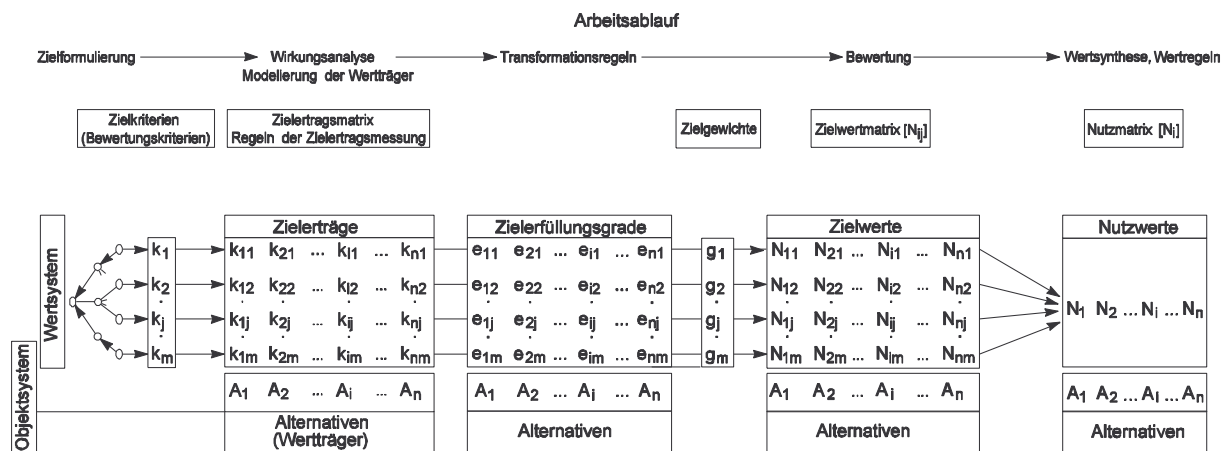 Arbeitsablauf
Zielformulierung Wirkungsanalyse Transformationsregeln Bewertung Wertsynthese, Wertregeln
Modellierung der Wertträger
Zielkriterien Zielertragsmatrix Zielgewichte Zielwertmatrix [Nij] Nutzmatrix [Ni]
(Bewertungskriterien) Regeln der Zielertragsmessung
Wertsystem
Zielerträge Zielerfüllungsgrade Zielwerte Nutzwerte
k1 k11 k21 ... kI1 ... kn1 e11 e21 ... ei1 ... en1 g1 N11 N21 ... Ni1 ... Nn1
k2 k12 k22 ... kI2 ... kn2 e12 e22 ... ei2 ... en2 g2 N12 N22 ... Ni2 ... Nn2
N1 N2 ... Ni ... Nn
kj k1j k2j ... kij ... knj e1j e2j ... eij ... enj gj N1j N2j ... Nij ... Nnj
km k1m k2m ... kim ... knm e1m e2m ... eim ... enm gm N1m N2m ... Nim ... Nnm
Objektsystem
A1 A2 ... Ai ... An A1 A2 ... Ai ... An A1 A2 ... Ai ... An A1 A2 ... AI ... An
Alternativen Alternativen Alternativen Alternativen
(Wertträger)